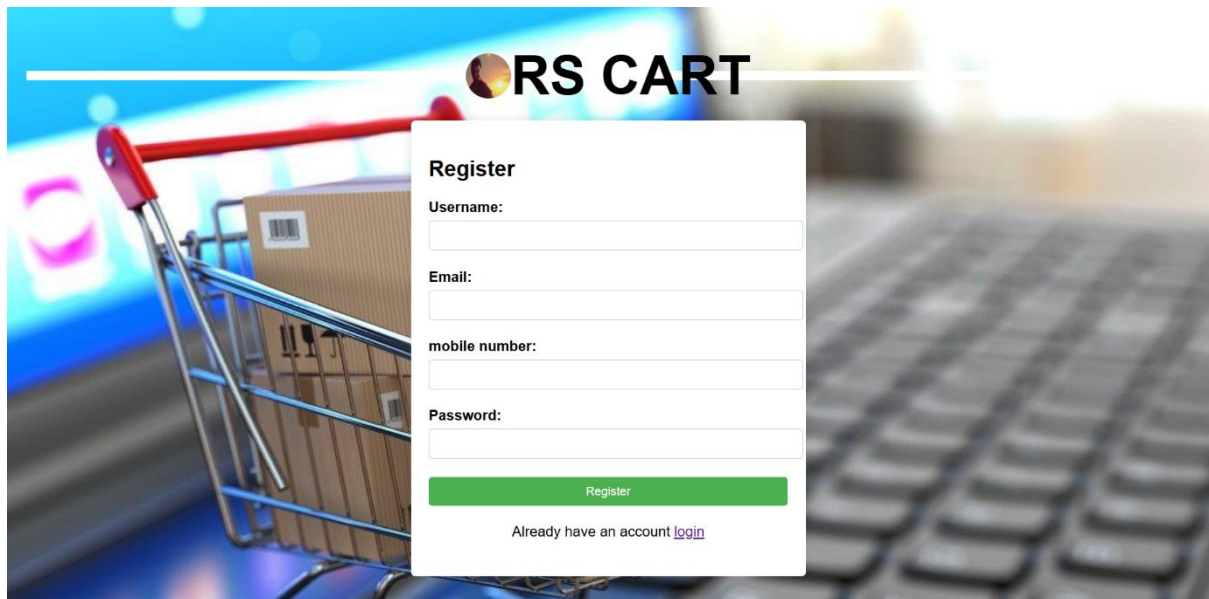 RS CART
Register
Username:
Email:
mobile number:
Password:
Register
Already have an account login